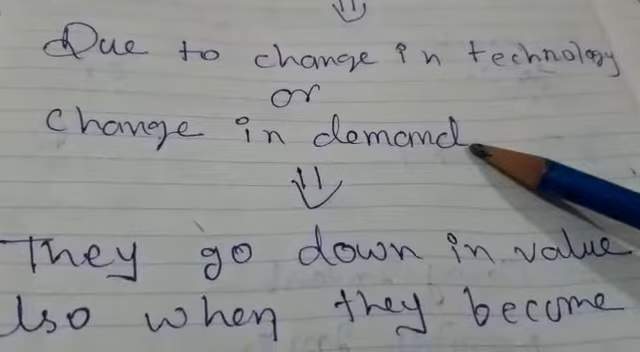 Due to change in technology
or
change in demand
They go down in value
lso when they become